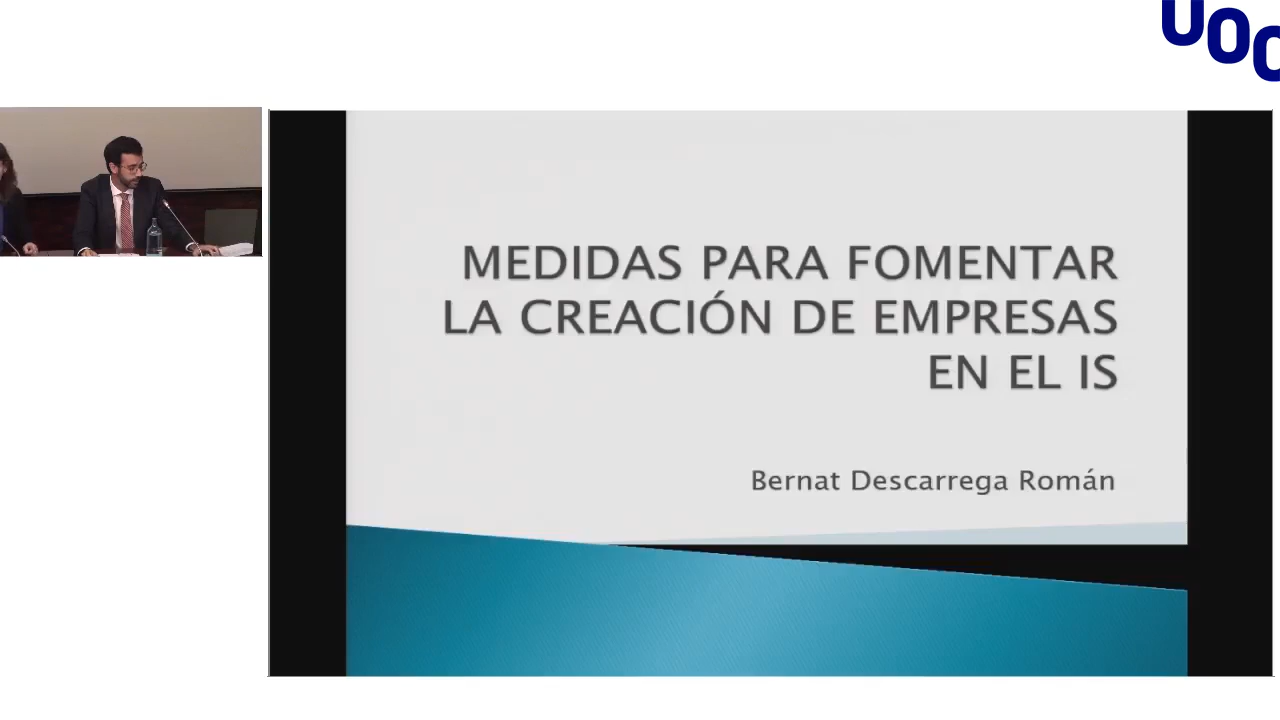 UOC
MEDIDAS PARA FOMENTAR
LA CREACIÓN DE EMPRESAS
EN EL IS
Bernat Descarrega Román